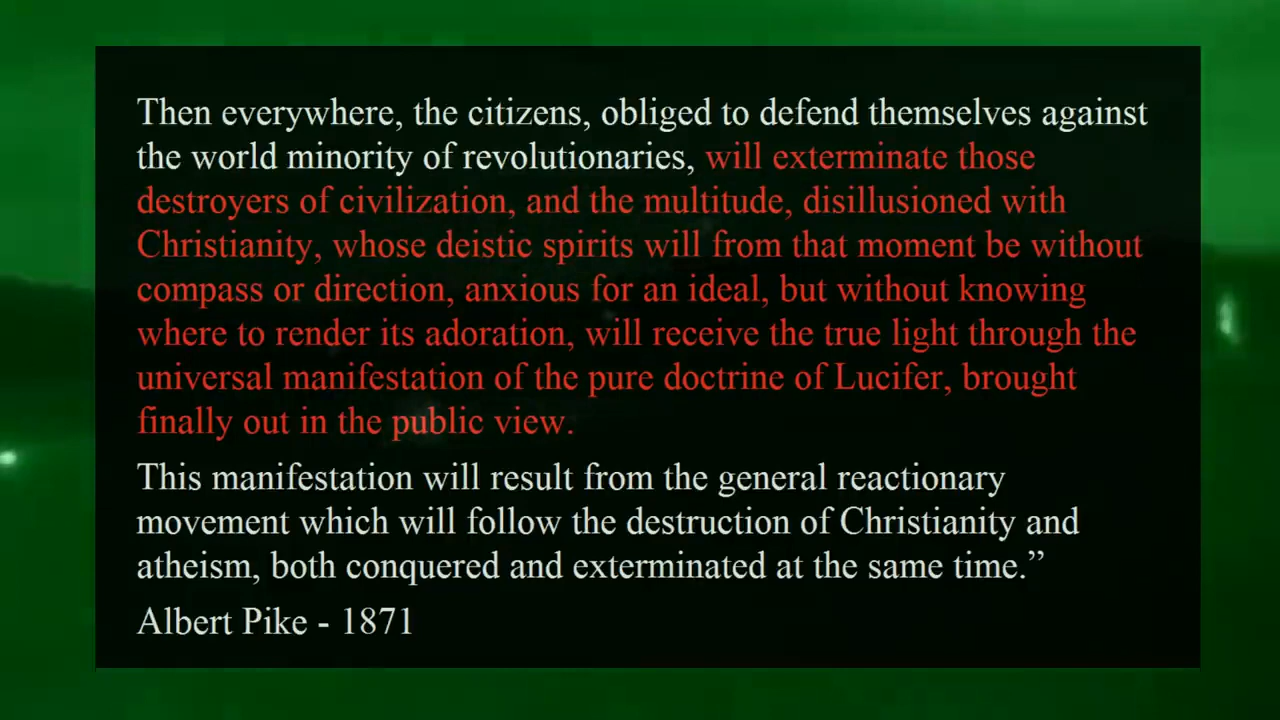 Then everywhere, the citizens, obliged to defend themselves against
the world minority of revolutionaries, will exterminate those
destroyers of civilization, and the multitude, disillusioned with
Christianity, whose deistic spirits will from that moment be without
compass or direction, anxious for an ideal, but without knowing
where to render its adoration, will receive the true light through the
universal manifestation of the pure doctrine of Lucifer, brought
finally out in the public view.
This manifestation will result from the general reactionary
movement which will follow the destruction of Christianity and
atheism, both conquered and exterminated at the same time.”
Albert Pike - 1871